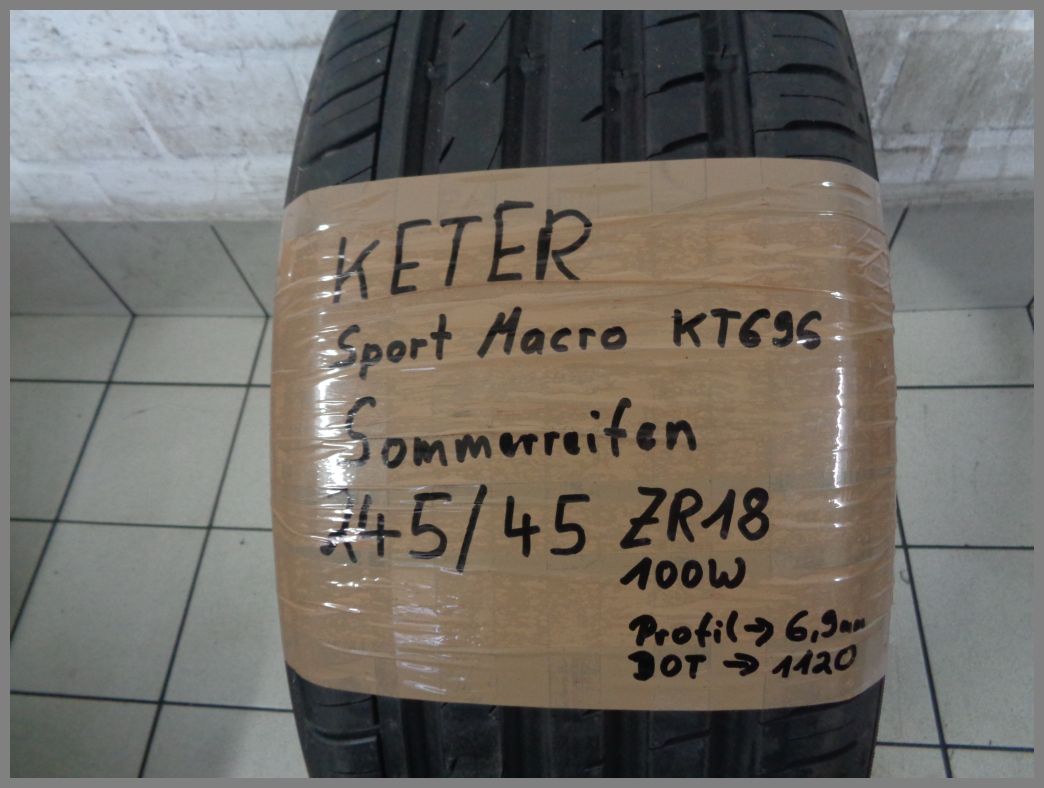 KETER
Sport Macro KT696
Sommerreifen
245/45 ZR18
100W
Profil → 6,9mm
DOT → 1120